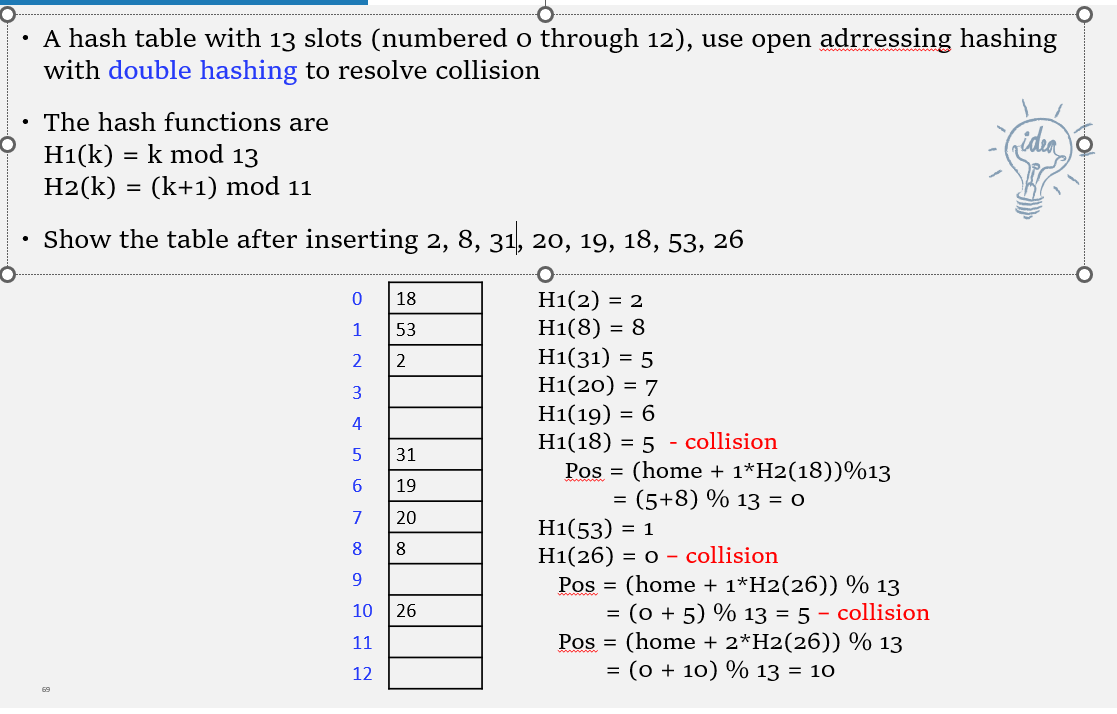 • A hash table with 13 slots (numbered 0 through 12), use open adrressing hashing
with double hashing to resolve collision
• The hash functions are
H1(k) = k mod 13
H2(k) = (k+1) mod 11
idea
• Show the table after inserting 2, 8, 31, 20, 19, 18, 53, 26
0 18
1 53
2 2
3
4
5 31
6 19
7 20
8 8
9
10 26
11
12
H1(2) = 2
H1(8) = 8
H1(31) = 5
H1(20) = 7
H1(19) = 6
H1(18) = 5 - collision
Pos = (home + 1*H2(18))%13
= (5+8) % 13 = 0
H1(53) = 1
H1(26) = 0 – collision
Pos = (home + 1*H2(26)) % 13
= (0 + 5) % 13 = 5 – collision
Pos = (home + 2*H2(26)) % 13
= (0 + 10) % 13 = 10
69